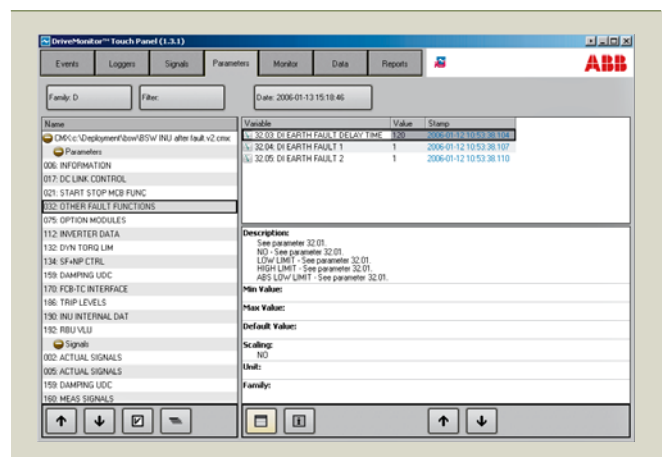 DriveMonitor™ Touch Panel (1.3.1)
Events Loggers Signals Parameters Monitor Data Reports ABB
Family: D Filter: Date: 2006-01-13 15:18:46
Name
CMX:c:\Deployment\bow\BSW INU after fault v2.cmx
Parameters
006: INFORMATION
017: DC LINK CONTROL
021: START STOP MCB FUNC
032: OTHER FAULT FUNCTIONS
075: OPTION MODULES
112: INVERTER DATA
132: DYN TORQ LIM
134: SF+NP CTRL
159: DAMPING UDC
170: FCB-TC INTERFACE
186: TRIP LEVELS
190: INU INTERNAL DAT
192: RBU VLU
Signals
002: ACTUAL SIGNALS
005: ACTUAL SIGNALS
159: DAMPING UDC
160: MEAS SIGNALS
Variable Value Stamp
32.03: DI EARTH FAULT DELAY TIME 120 2006-01-12 10:53:38.104
32.04: DI EARTH FAULT 1 1 2006-01-12 10:53:38.107
32.05: DI EARTH FAULT 2 1 2006-01-12 10:53:38.110
Description:
See parameter 32.01.
NO - See parameter 32.01.
LOW LIMIT - See parameter 32.01.
HIGH LIMIT - See parameter 32.01.
ABS LOW LIMIT - See parameter 32.01.
Min Value:
Max Value:
Default Value:
Scaling:
NO
Unit:
Family: